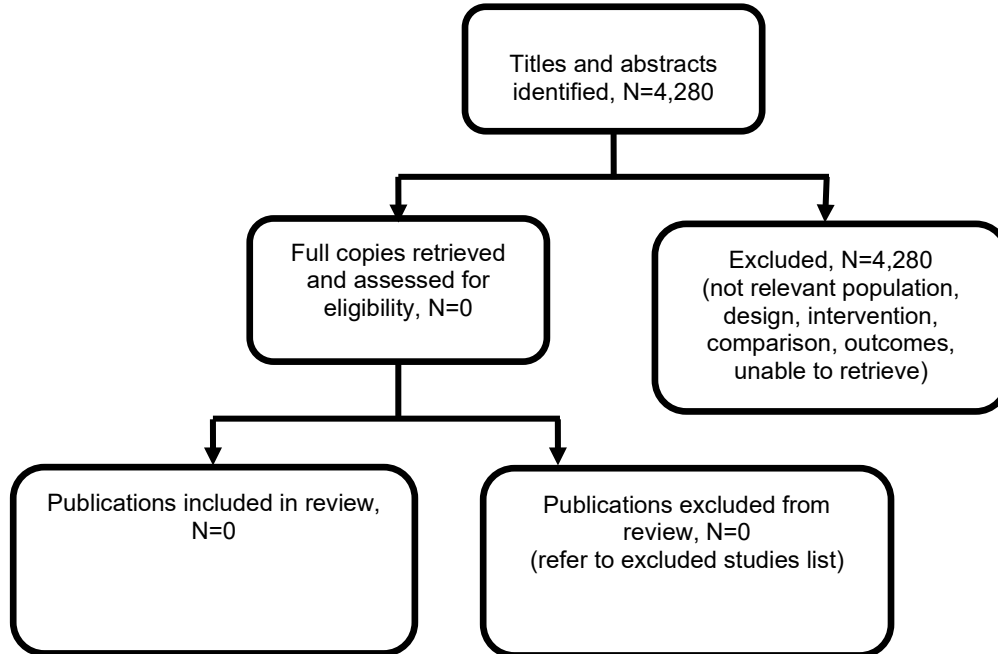 Titles and abstracts
identified, N=4,280
Full copies retrieved
and assessed for
eligibility, N=0
Excluded, N=4,280
(not relevant population,
design, intervention,
comparison, outcomes,
unable to retrieve)
Publications included in review,
N=0
Publications excluded from
review, N=0
(refer to excluded studies list)